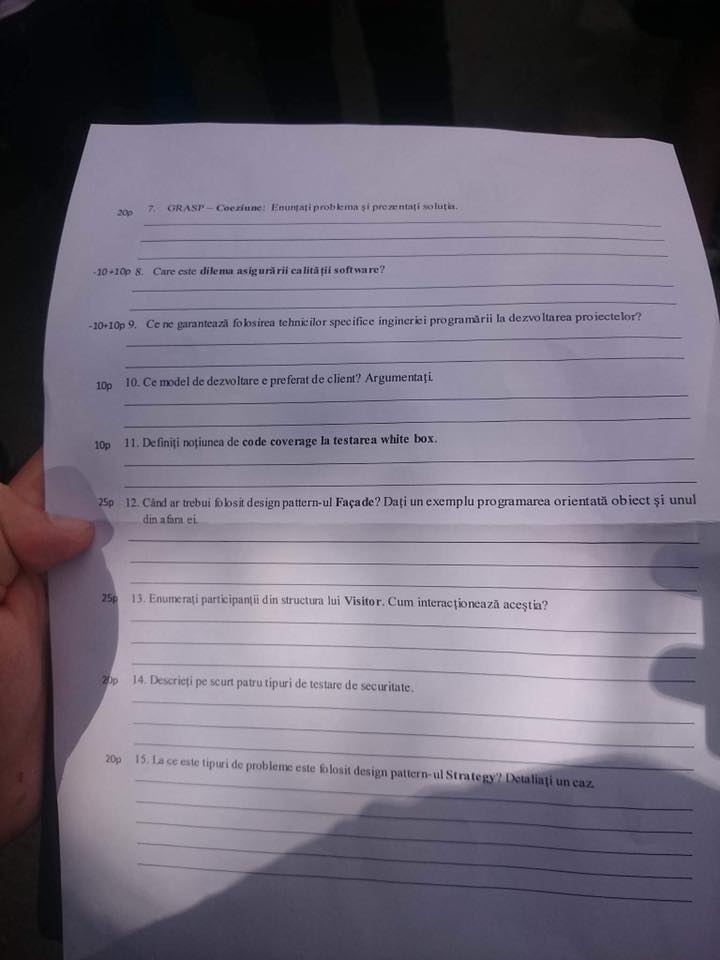 20p 7. GRASP – Coeziune: Enunțați problema și prezentați soluția.
-10+10p 8. Care este dilema asigurării calității software?
-10+10p 9. Ce ne garantează folosirea tehnicilor specifice ingineriei programării la dezvoltarea proiectelor?
10p 10. Ce model de dezvoltare e preferat de client? Argumentați.
10p 11. Definiți noțiunea de code coverage la testarea white box.
25p 12. Când ar trebui folosit design pattern-ul Façade? Dați un exemplu programarea orientată obiect și unul
din afara ei.
25p 13. Enumerați participanții din structura lui Visitor. Cum interacționează aceștia?
20p 14. Descrieți pe scurt patru tipuri de testare de securitate.
20p 15. La ce este tipuri de probleme este folosit design pattern-ul Strategy? Detaliați un caz.